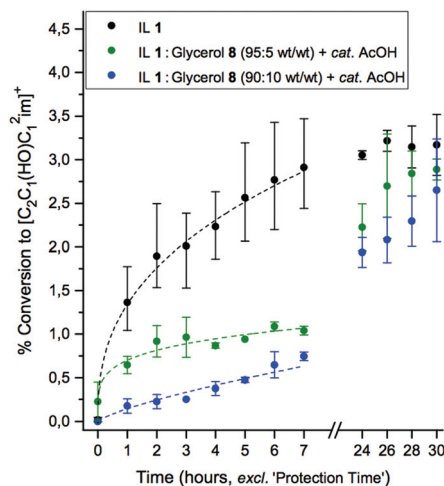 IL 1
IL 1 : Glycerol 8 (95:5 wt/wt) + cat. AcOH
IL 1 : Glycerol 8 (90:10 wt/wt) + cat. AcOH
% Conversion to [C₂C₁(HO)C₁²im]⁺
4,5
4,0
3,5
3,0
2,5
2,0
1,5
1,0
0,5
0,0
0 1 2 3 4 5 6 7 24 26 28 30
Time (hours, excl. 'Protection Time')